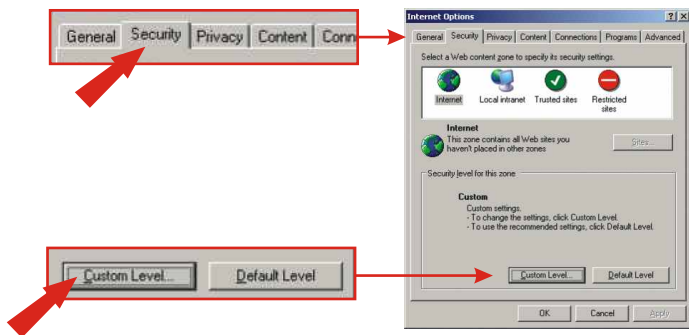 General Security Privacy Content Conn
Custom Level... Default Level
Internet Options
General Security Privacy Content Connections Programs Advanced
Select a Web content zone to specify its security settings.
Internet Local intranet Trusted sites Restricted
sites
Internet
This zone contains all Web sites you
haven't placed in other zones
Sites...
Security level for this zone
Custom
Custom settings.
- To change the settings, click Custom Level.
- To use the recommended settings, click Default Level.
Custom Level... Default Level
OK Cancel Apply